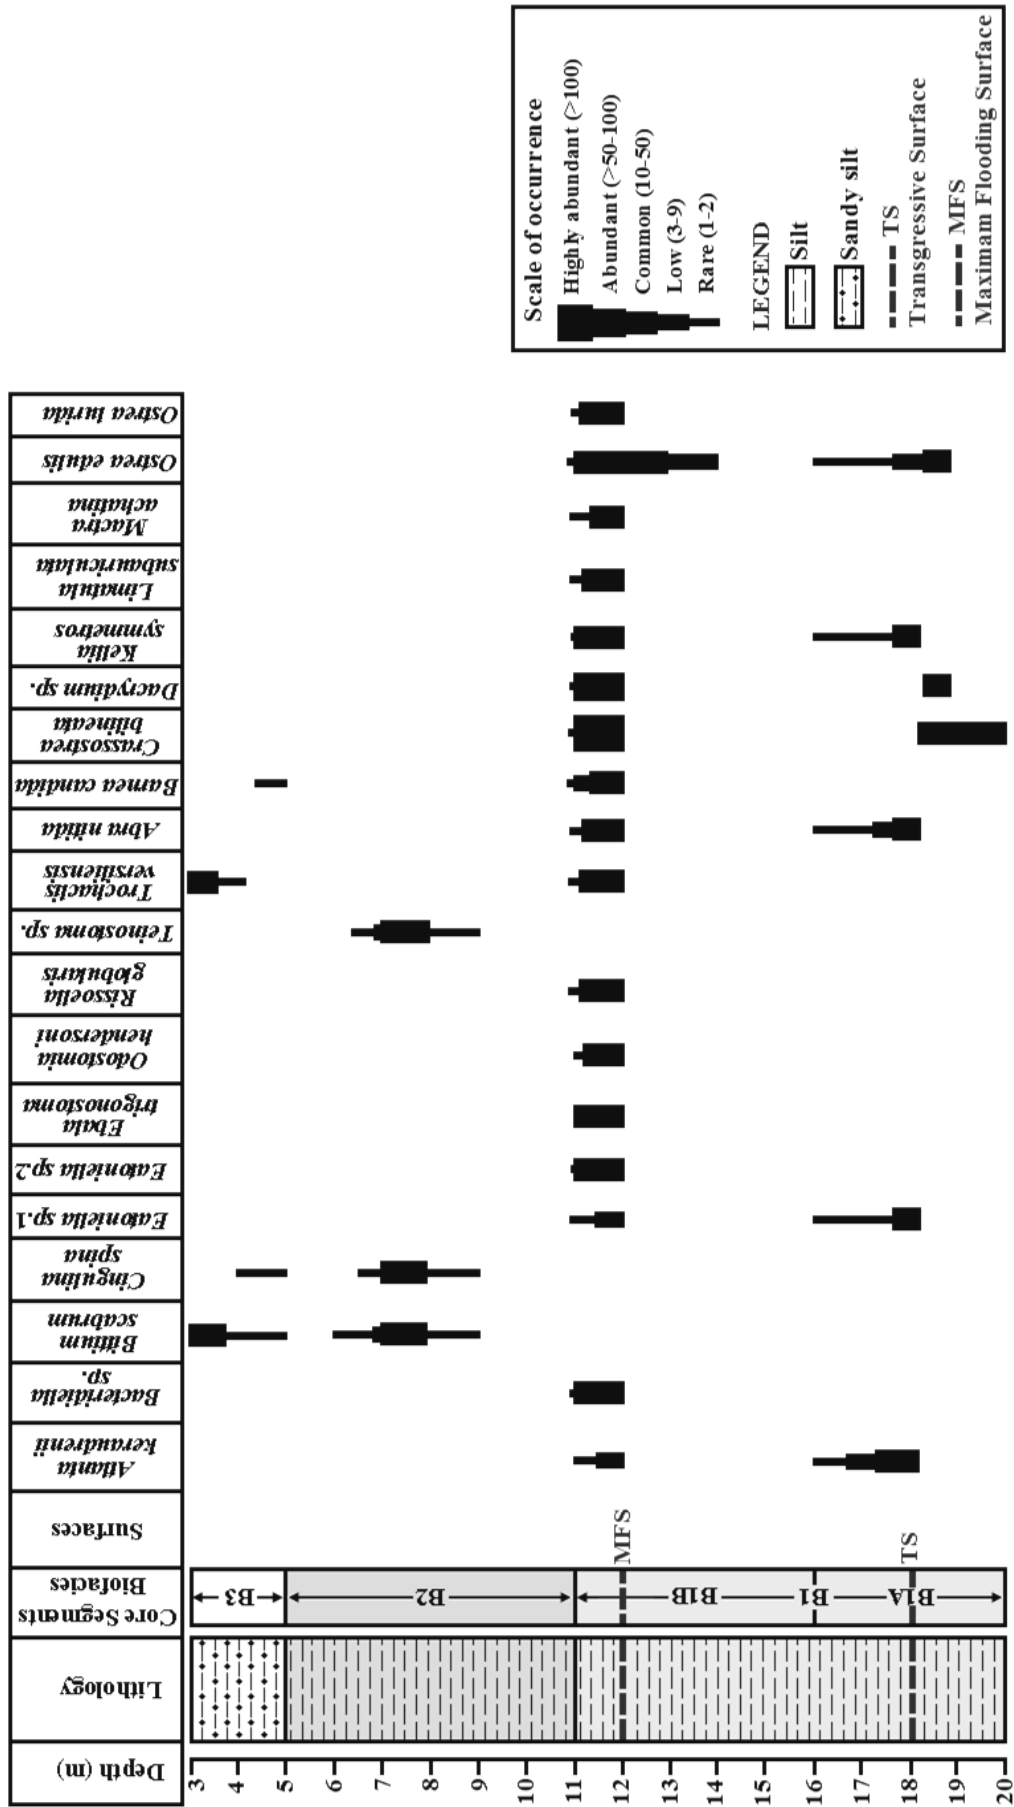 Depth (m)
Lithology
Core Segments
Biofacies
Surfaces
Atlanta
keraudrenii
Bacteridiella
sp.
Bittium
scabrum
Cingulina
spina
Eatoniella sp.1
Eatoniella sp.2
Ebala
trigonostoma
Odostomia
hendersoni
Rissoella
globularis
Teinostoma sp.
Trochaclis
versiliensis
Abra nitida
Barnea candida
Crassostrea
bilineata
Dacrydium sp.
Kellia
symmetros
Limatula
subauriculata
Mactra
achatina
Ostrea edulis
Ostrea lurida
3
4
5
6
7
8
9
10
11
12
13
14
15
16
17
18
19
20
B3
B2
B1B
B1
B1A
MFS
TS
Scale of occurrence
Highly abundant (>100)
Abundant (>50-100)
Common (10-50)
Low (3-9)
Rare (1-2)
LEGEND
Silt
Sandy silt
TS
Transgressive Surface
MFS
Maximam Flooding Surface